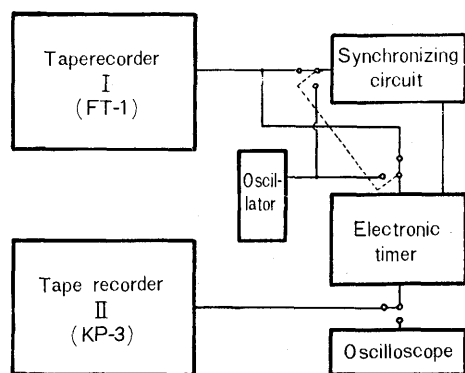 Taperecorder
I
(FT-1)
Synchronizing
circuit
Oscil-
lator
Electronic
timer
Tape recorder
II
(KP-3)
Oscilloscope